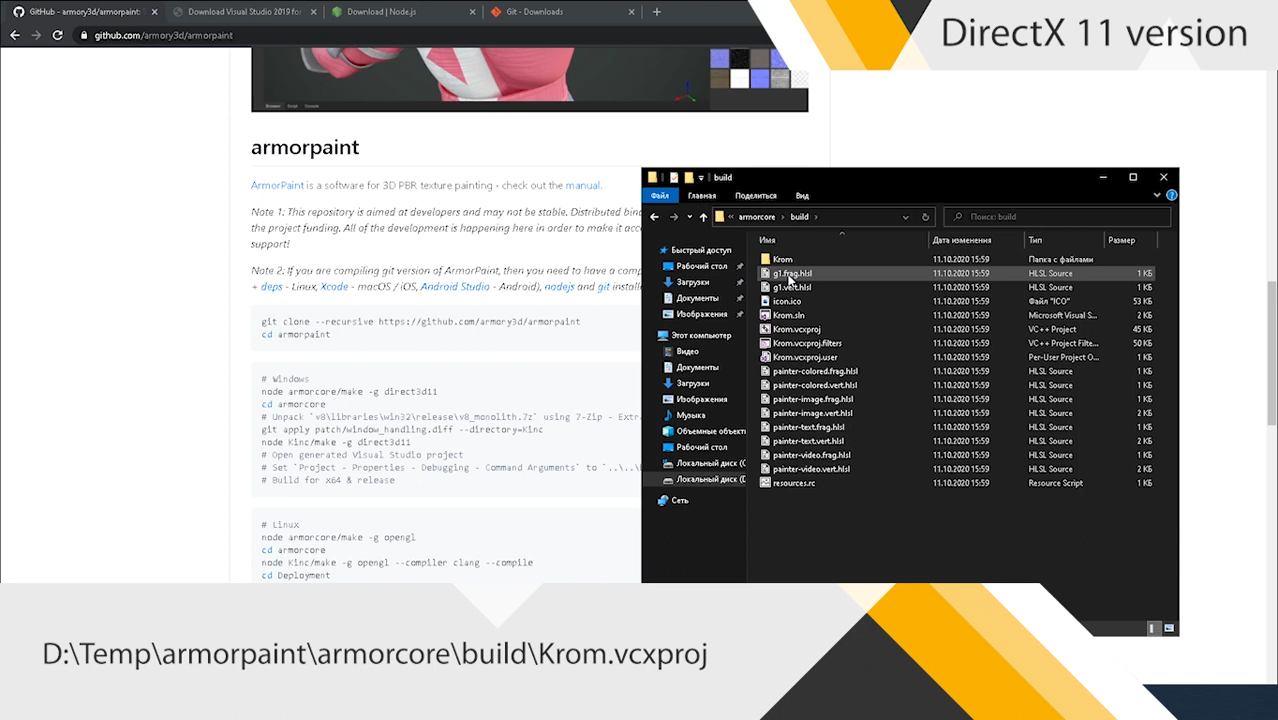 GitHub - armory3d/armorpaint:
Download Visual Studio 2019 for
Download | Node.js
Git - Downloads
github.com/armory3d/armorpaint
DirectX 11 version
armorpaint
ArmorPaint is a software for 3D PBR texture painting - check out the manual.
Note 1: This repository is aimed at developers and may not be stable. Distributed bin
the project funding. All of the development is happening here in order to make it acc
support!
Note 2: If you are compiling git version of ArmorPaint, then you need to have a comp
+ deps - Linux, Xcode - macOS / iOS, Android Studio - Android), nodejs and git install
git clone --recursive https://github.com/armory3d/armorpaint
cd armorpaint
# Windows
node armorcore/make -g direct3d11
cd armorcore
# Unpack `v8\libraries\win32\release\v8_monolith.7z` using 7-Zip - Extra
git apply patch/window_handling.diff --directory=Kinc
node Kinc/make -g direct3d11
# Open generated Visual Studio project
# Set `Project - Properties - Debugging - Command Arguments` to `..\..\
# Build for x64 & release
# Linux
node armorcore/make -g opengl
cd armorcore
node Kinc/make -g opengl --compiler clang --compile
cd Deployment
build
Файл Главная Поделиться Вид
« armorcore › build ›
Поиск: build
Быстрый доступ
Рабочий стол
Загрузки
Документы
Изображения
Этот компьютер
Видео
Документы
Загрузки
Изображения
Музыка
Объемные объекты
Рабочий стол
Локальный диск (C
Локальный диск (D
Сеть
Имя Дата изменения Тип Размер
Krom 11.10.2020 15:59 Папка с файлами
g1.frag.hlsl 11.10.2020 15:59 HLSL Source 1 КБ
g1.vert.hlsl 11.10.2020 15:59 HLSL Source 1 КБ
icon.ico 11.10.2020 15:59 Файл "ICO" 53 КБ
Krom.sln 11.10.2020 15:59 Microsoft Visual S... 2 КБ
Krom.vcxproj 11.10.2020 15:59 VC++ Project 45 КБ
Krom.vcxproj.filters 11.10.2020 15:59 VC++ Project Filte... 50 КБ
Krom.vcxproj.user 11.10.2020 15:59 Per-User Project O... 1 КБ
painter-colored.frag.hlsl 11.10.2020 15:59 HLSL Source 1 КБ
painter-colored.vert.hlsl 11.10.2020 15:59 HLSL Source 1 КБ
painter-image.frag.hlsl 11.10.2020 15:59 HLSL Source 1 КБ
painter-image.vert.hlsl 11.10.2020 15:59 HLSL Source 2 КБ
painter-text.frag.hlsl 11.10.2020 15:59 HLSL Source 1 КБ
painter-text.vert.hlsl 11.10.2020 15:59 HLSL Source 2 КБ
painter-video.frag.hlsl 11.10.2020 15:59 HLSL Source 1 КБ
painter-video.vert.hlsl 11.10.2020 15:59 HLSL Source 2 КБ
resources.rc 11.10.2020 15:59 Resource Script 1 КБ
D:\Temp\armorpaint\armorcore\build\Krom.vcxproj